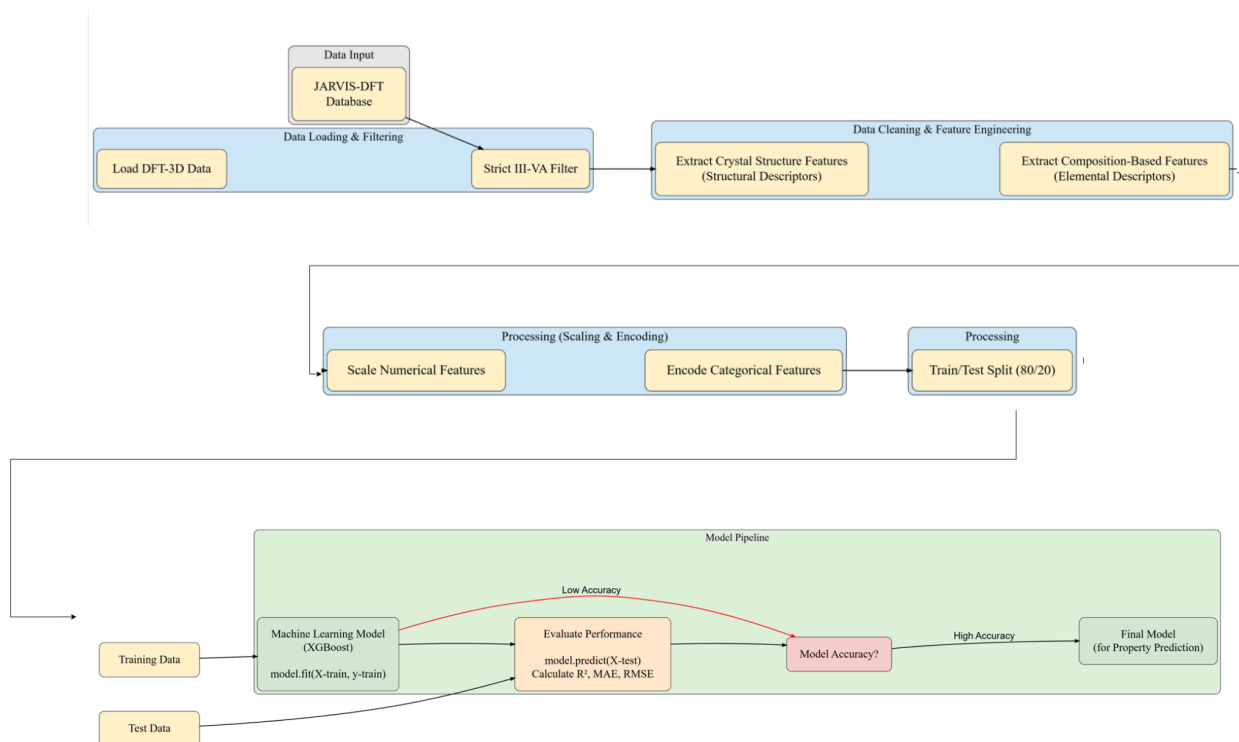 Data Input
JARVIS-DFT
Database
Data Loading & Filtering
Load DFT-3D Data
Strict III-VA Filter
Data Cleaning & Feature Engineering
Extract Crystal Structure Features
(Structural Descriptors)
Extract Composition-Based Features
(Elemental Descriptors)
Processing (Scaling & Encoding)
Scale Numerical Features
Encode Categorical Features
Processing
Train/Test Split (80/20)
Model Pipeline
Low Accuracy
Training Data
Machine Learning Model
(XGBoost)
model.fit(X-train, y-train)
Evaluate Performance
model.predict(X-test)
Calculate R², MAE, RMSE
Model Accuracy?
High Accuracy
Final Model
(for Property Prediction)
Test Data